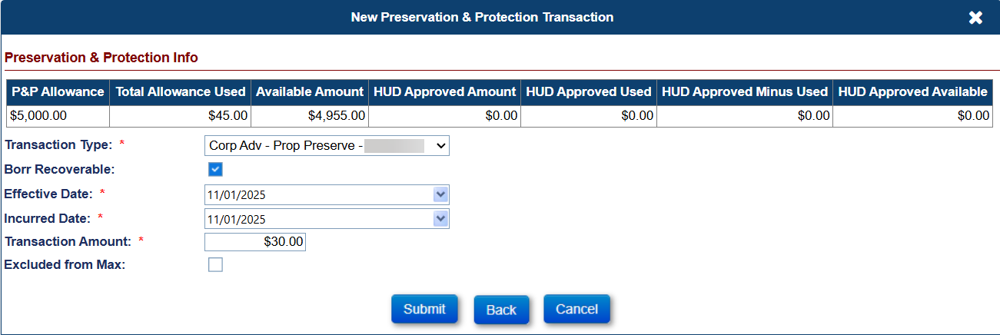 New Preservation & Protection Transaction
Preservation & Protection Info
P&P Allowance Total Allowance Used Available Amount HUD Approved Amount HUD Approved Used HUD Approved Minus Used HUD Approved Available
$5,000.00 $45.00 $4,955.00 $0.00 $0.00 $0.00 $0.00
Transaction Type: * Corp Adv - Prop Preserve -
Borr Recoverable:
Effective Date: * 11/01/2025
Incurred Date: * 11/01/2025
Transaction Amount: * $30.00
Excluded from Max:
Submit Back Cancel